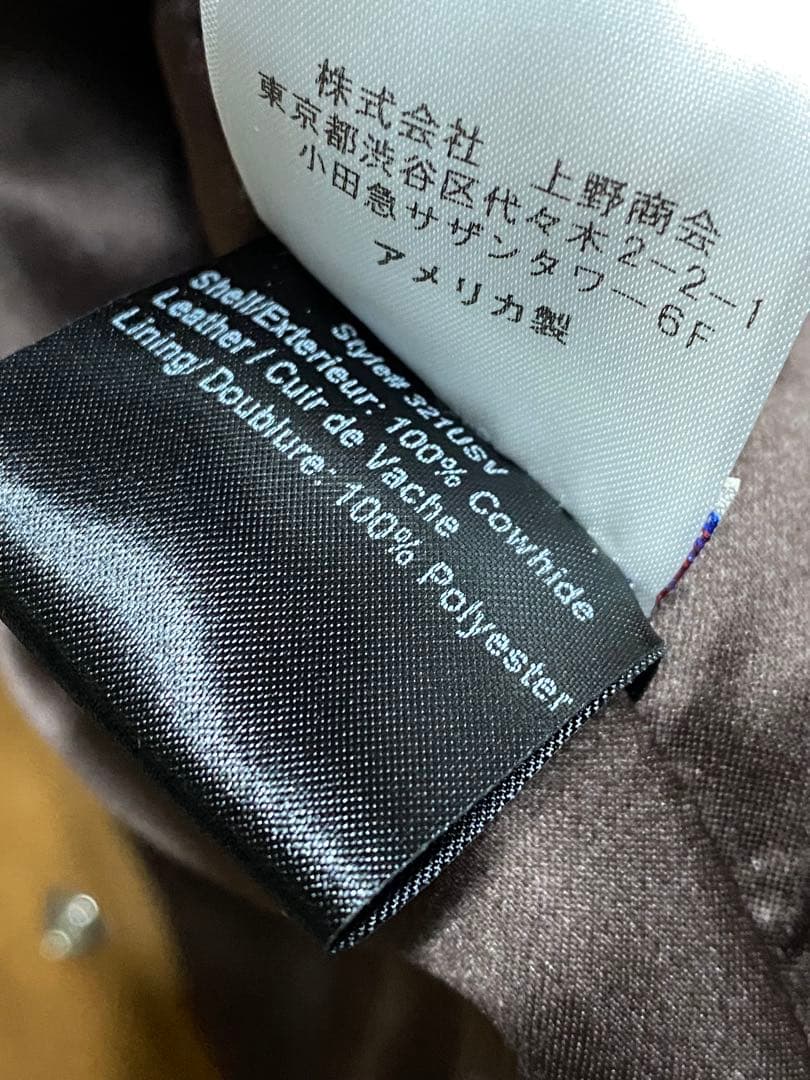 株式会社 上野商会
東京都渋谷区代々木2-2-1
小田急サザンタワー6F
アメリカ製
Style# 321USV
Shell/Exterieur: 100% Cowhide
Leather / Cuir de Vache
Lining/ Doublure: 100% Polyester